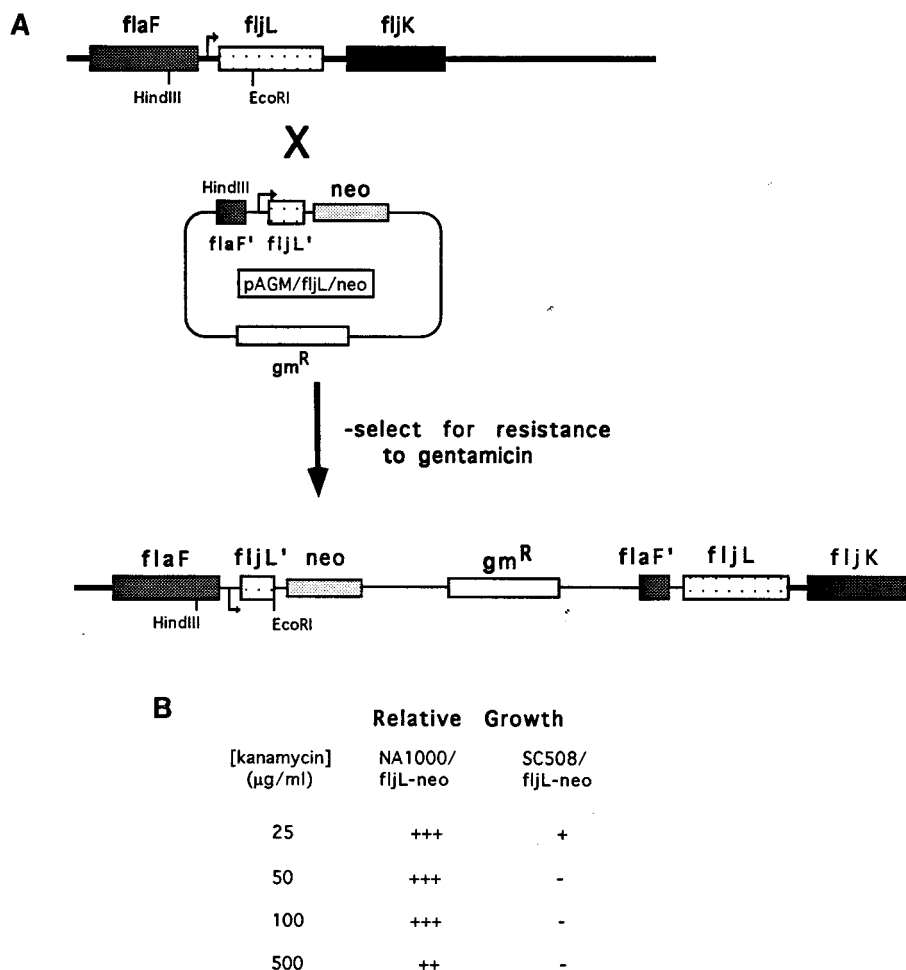 A
flaF fljL fljK
HindIII EcoRI
X
HindIII neo
flaF' fljL'
pAGM/fljL/neo
gmR
-select for resistance
to gentamicin
flaF fljL' neo gmR flaF' fljL fljK
HindIII EcoRI
B
Relative Growth
[kanamycin] NA1000/ SC508/
(µg/ml) fljL-neo fljL-neo
25 +++ +
50 +++ -
100 +++ -
500 ++ -